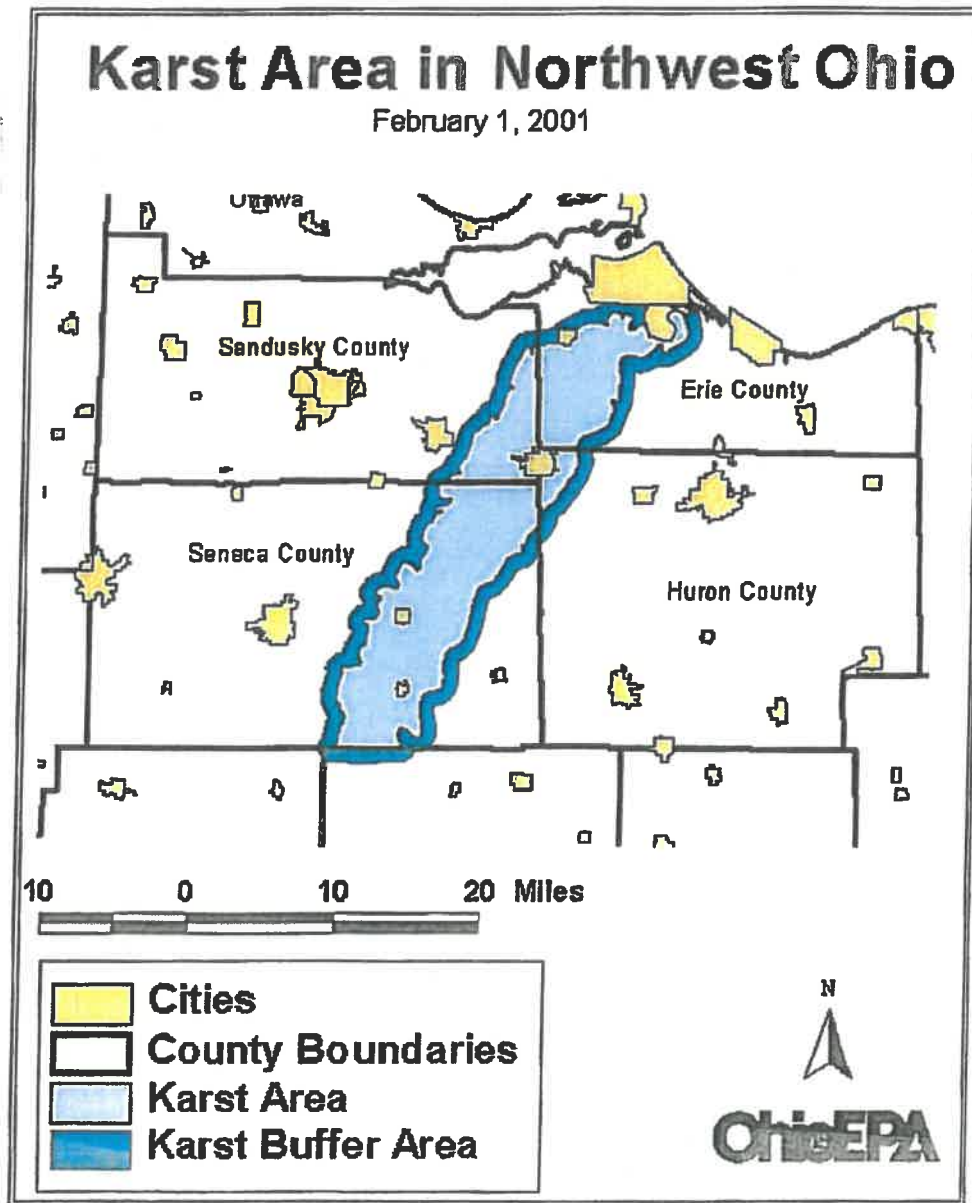 Karst Area in Northwest Ohio
February 1, 2001
Sandusky County
Erie County
Seneca County
Huron County
10 0 10 20 Miles
Cities
County Boundaries
Karst Area
Karst Buffer Area
N
OhioEPA